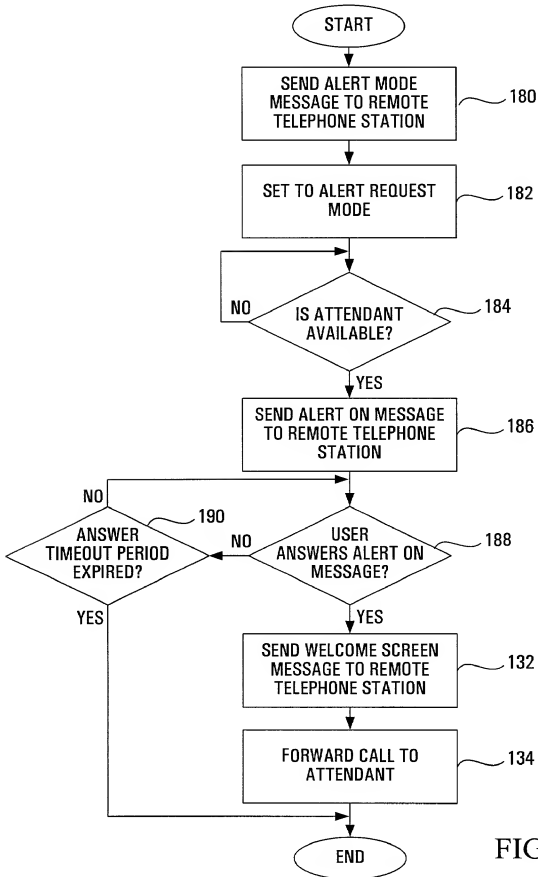 START
SEND ALERT MODE
MESSAGE TO REMOTE
TELEPHONE STATION
180
SET TO ALERT REQUEST
MODE
182
NO
IS ATTENDANT
AVAILABLE?
184
YES
SEND ALERT ON MESSAGE
TO REMOTE TELEPHONE
STATION
186
NO
190
ANSWER
TIMEOUT PERIOD
EXPIRED?
NO
USER
ANSWERS ALERT ON
MESSAGE?
188
YES
YES
SEND WELCOME SCREEN
MESSAGE TO REMOTE
TELEPHONE STATION
132
FORWARD CALL TO
ATTENDANT
134
END
FIG